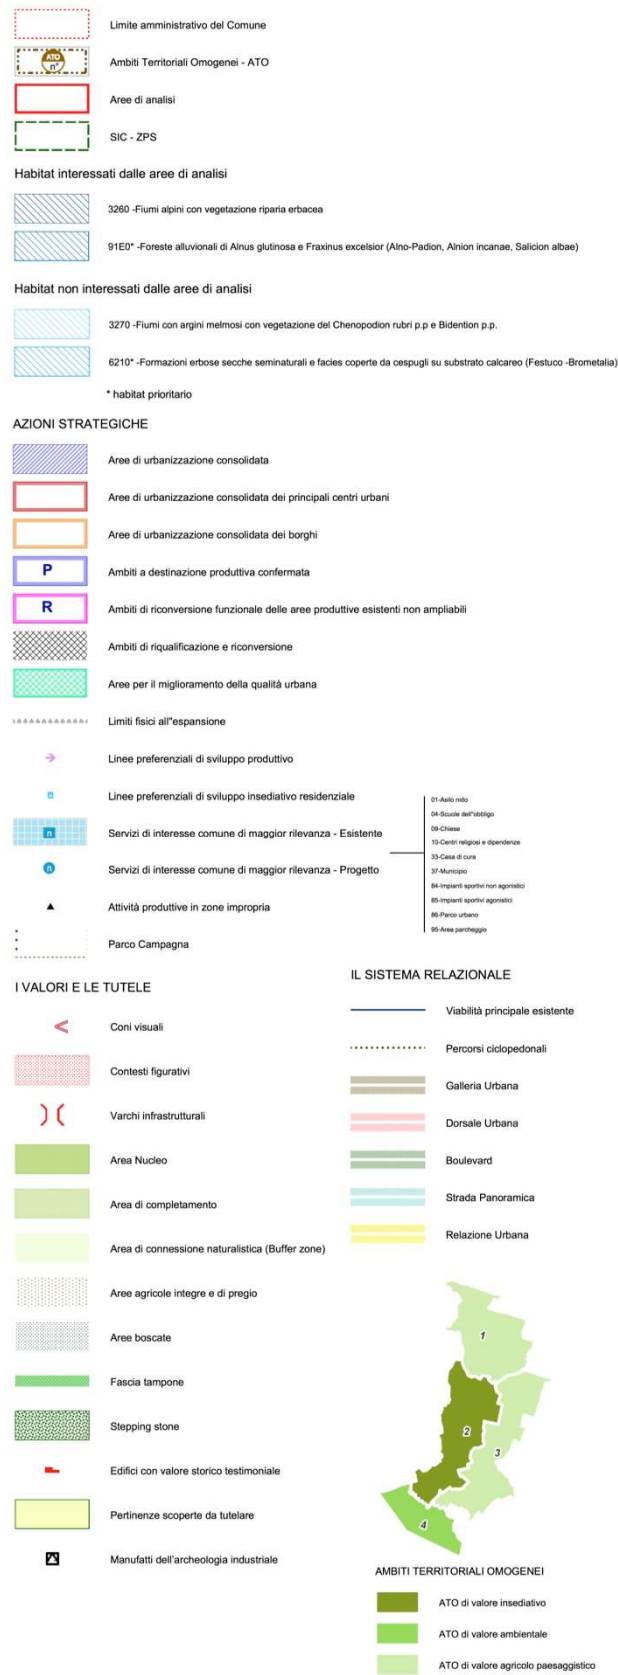 Limite amministrativo del Comune
ATO
n°
Ambiti Territoriali Omogenei - ATO
Aree di analisi
SIC - ZPS
Habitat interessati dalle aree di analisi
3260 -Fiumi alpini con vegetazione riparia erbacea
91E0* -Foreste alluvionali di Alnus glutinosa e Fraxinus excelsior (Alno-Padion, Alnion incanae, Salicion albae)
Habitat non interessati dalle aree di analisi
3270 -Fiumi con argini melmosi con vegetazione del Chenopodion rubri p.p e Bidention p.p.
6210* -Formazioni erbose secche seminaturali e facies coperte da cespugli su substrato calcareo (Festuco -Brometalia)
* habitat prioritario
AZIONI STRATEGICHE
Aree di urbanizzazione consolidata
Aree di urbanizzazione consolidata dei principali centri urbani
Aree di urbanizzazione consolidata dei borghi
P
Ambiti a destinazione produttiva confermata
R
Ambiti di riconversione funzionale delle aree produttive esistenti non ampliabili
Ambiti di riqualificazione e riconversione
Aree per il miglioramento della qualità urbana
Limiti fisici all"espansione
Linee preferenziali di sviluppo produttivo
n
Linee preferenziali di sviluppo insediativo residenziale
n
Servizi di interesse comune di maggior rilevanza - Esistente
n
Servizi di interesse comune di maggior rilevanza - Progetto
Attività produttive in zone impropria
Parco Campagna
01-Asilo nido
04-Scuole dell"obbligo
09-Chiese
10-Centri religiosi e dipendenze
33-Casa di cura
37-Municipio
84-Impianti sportivi non agonistici
85-Impianti sportivi agonistici
86-Parco urbano
95-Area parcheggio
I VALORI E LE TUTELE
Coni visuali
Contesti figurativi
Varchi infrastrutturali
Area Nucleo
Area di completamento
Area di connessione naturalistica (Buffer zone)
Aree agricole integre e di pregio
Aree boscate
Fascia tampone
Stepping stone
Edifici con valore storico testimoniale
Pertinenze scoperte da tutelare
Manufatti dell'archeologia industriale
IL SISTEMA RELAZIONALE
Viabilità principale esistente
Percorsi ciclopedonali
Galleria Urbana
Dorsale Urbana
Boulevard
Strada Panoramica
Relazione Urbana
1
2
3
4
AMBITI TERRITORIALI OMOGENEI
ATO di valore insediativo
ATO di valore ambientale
ATO di valore agricolo paesaggistico